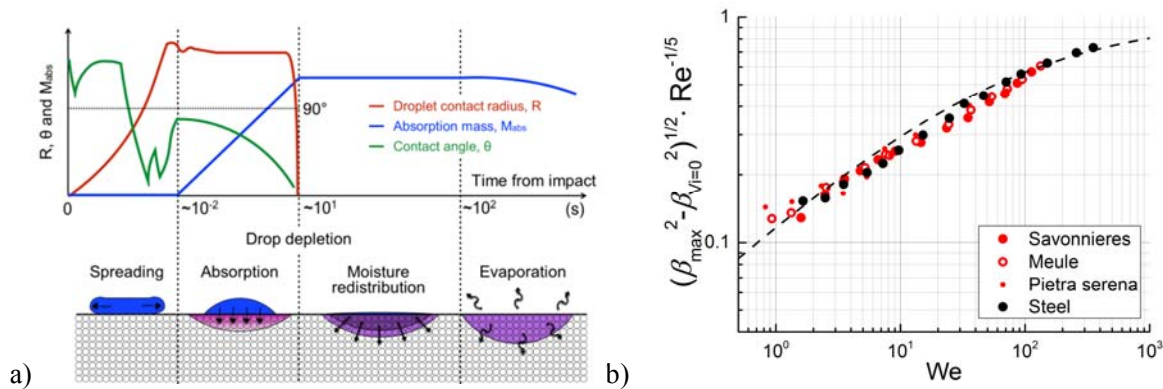 R, θ and Mabs
90°
Droplet contact radius, R
Absorption mass, Mabs
Contact angle, θ
Time from impact
0
~10-2
~101
~102
(s)
Drop depletion
Spreading
Absorption
Moisture
redistribution
Evaporation
a)
(βmax2-βVi=02)1/2· Re-1/5
1
0.1
Savonnieres
Meule
Pietra serena
Steel
100
101
102
103
We
b)